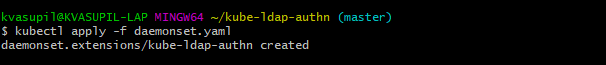 kvasupil@KVASUPIL-LAP MINGW64 ~/kube-ldap-authn (master)
$ kubectl apply -f daemonset.yaml
daemonset.extensions/kube-ldap-authn created